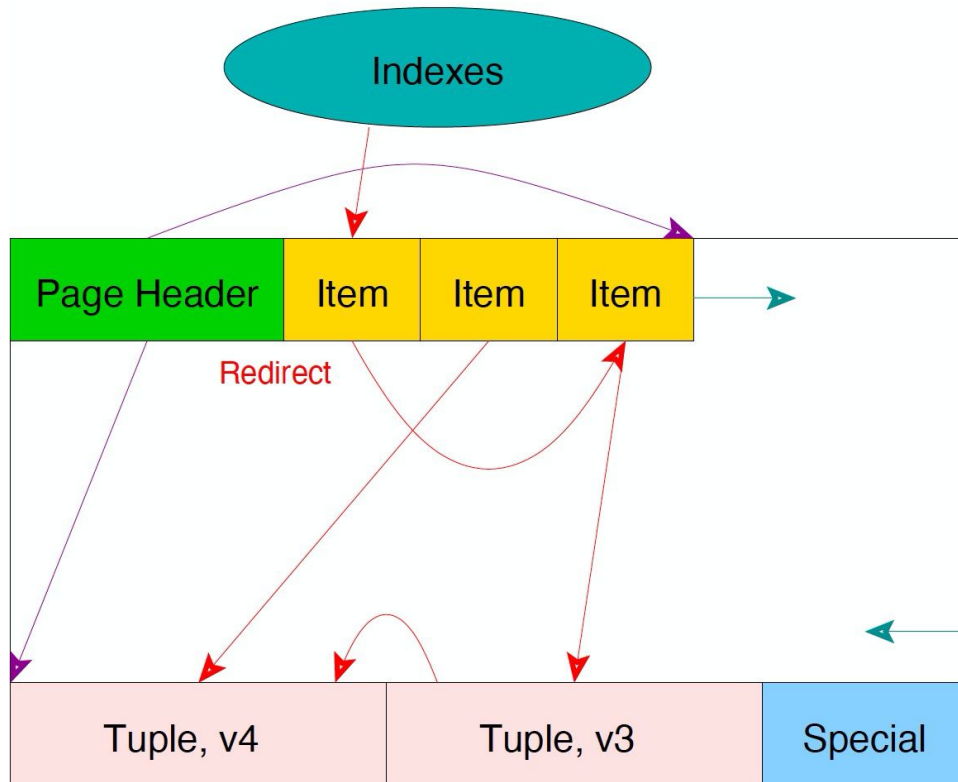 Indexes
Page Header
Item
Item
Item
Redirect
Tuple, v4
Tuple, v3
Special